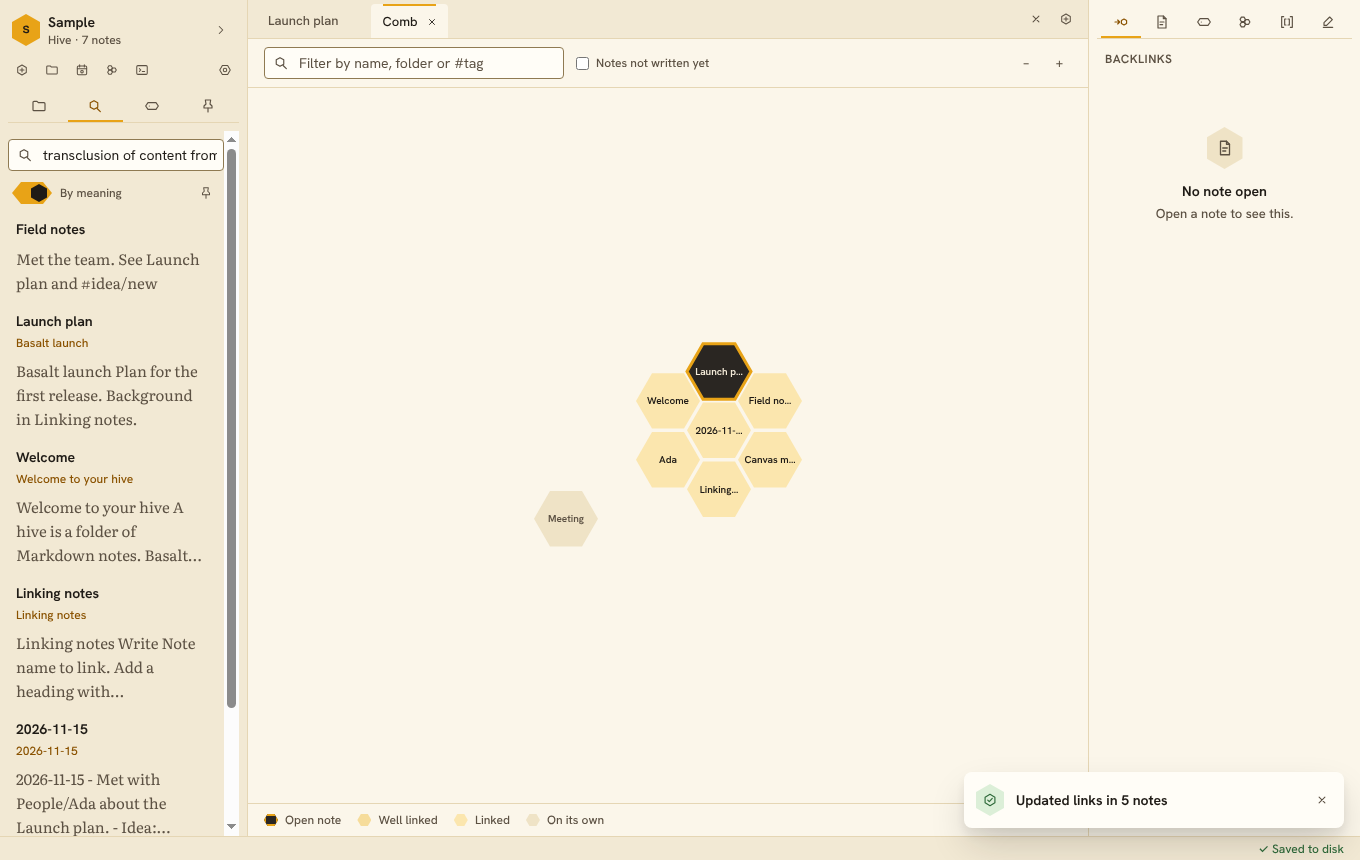 S
Sample
Hive · 7 notes
transclusion of content from
By meaning
Field notes
Met the team. See Launch
plan and #idea/new
Launch plan
Basalt launch
Basalt launch Plan for the
first release. Background
in Linking notes.
Welcome
Welcome to your hive
Welcome to your hive A
hive is a folder of
Markdown notes. Basalt…
Linking notes
Linking notes
Linking notes Write Note
name to link. Add a
heading with…
2026-11-15
2026-11-15
2026-11-15 - Met with
People/Ada about the
Launch plan. - Idea:…
Launch plan
Comb
Filter by name, folder or #tag
Notes not written yet
Launch p…
Welcome
Field no…
2026-11-…
Ada
Canvas m…
Linking…
Meeting
Open note
Well linked
Linked
On its own
BACKLINKS
No note open
Open a note to see this.
Updated links in 5 notes
Saved to disk